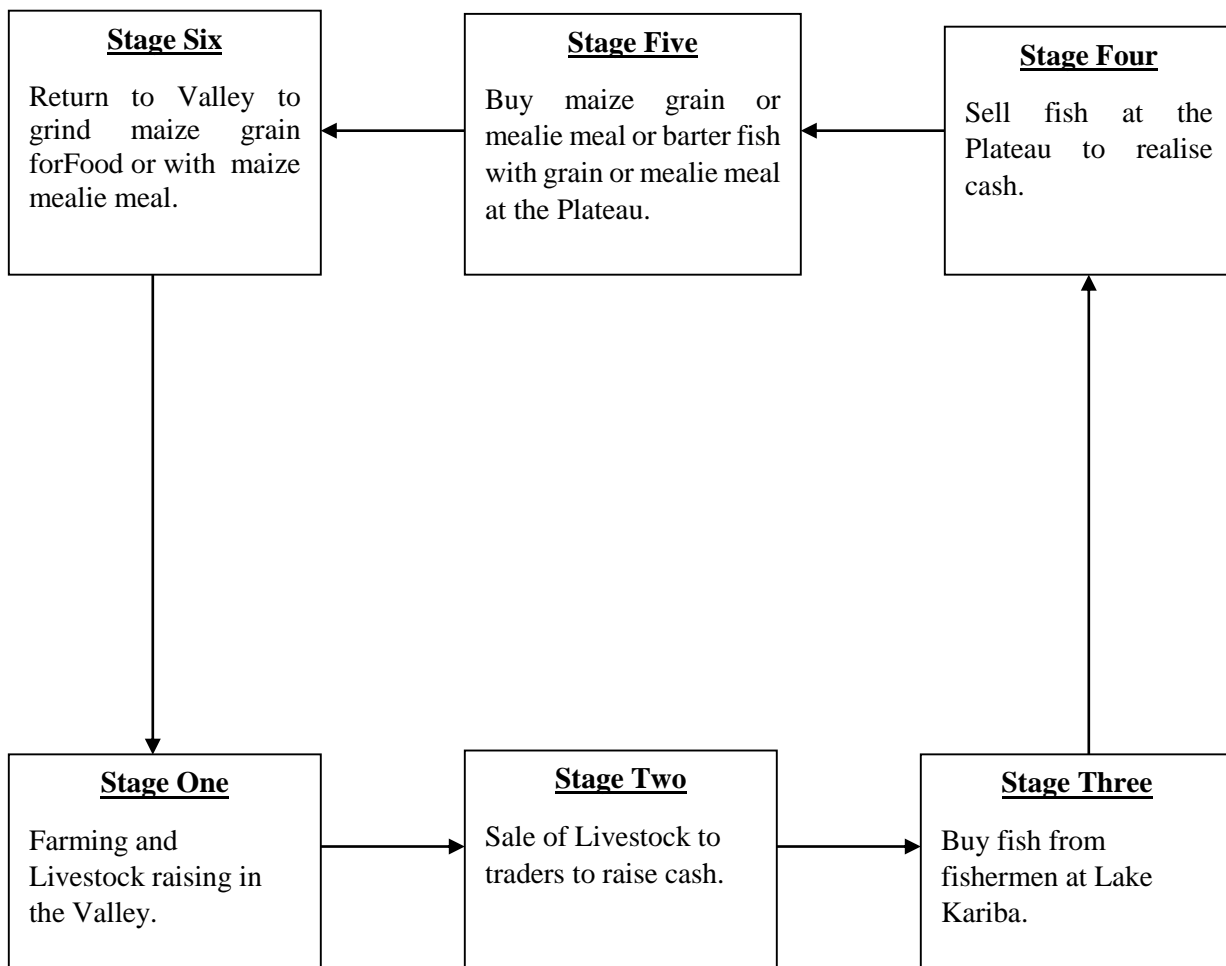 Stage Six
Return to Valley to
grind maize grain
forFood or with maize
mealie meal.
Stage Five
Buy maize grain or
mealie meal or barter fish
with grain or mealie meal
at the Plateau.
Stage Four
Sell fish at the
Plateau to realise
cash.
Stage One
Farming and
Livestock raising in
the Valley.
Stage Two
Sale of Livestock to
traders to raise cash.
Stage Three
Buy fish from
fishermen at Lake
Kariba.